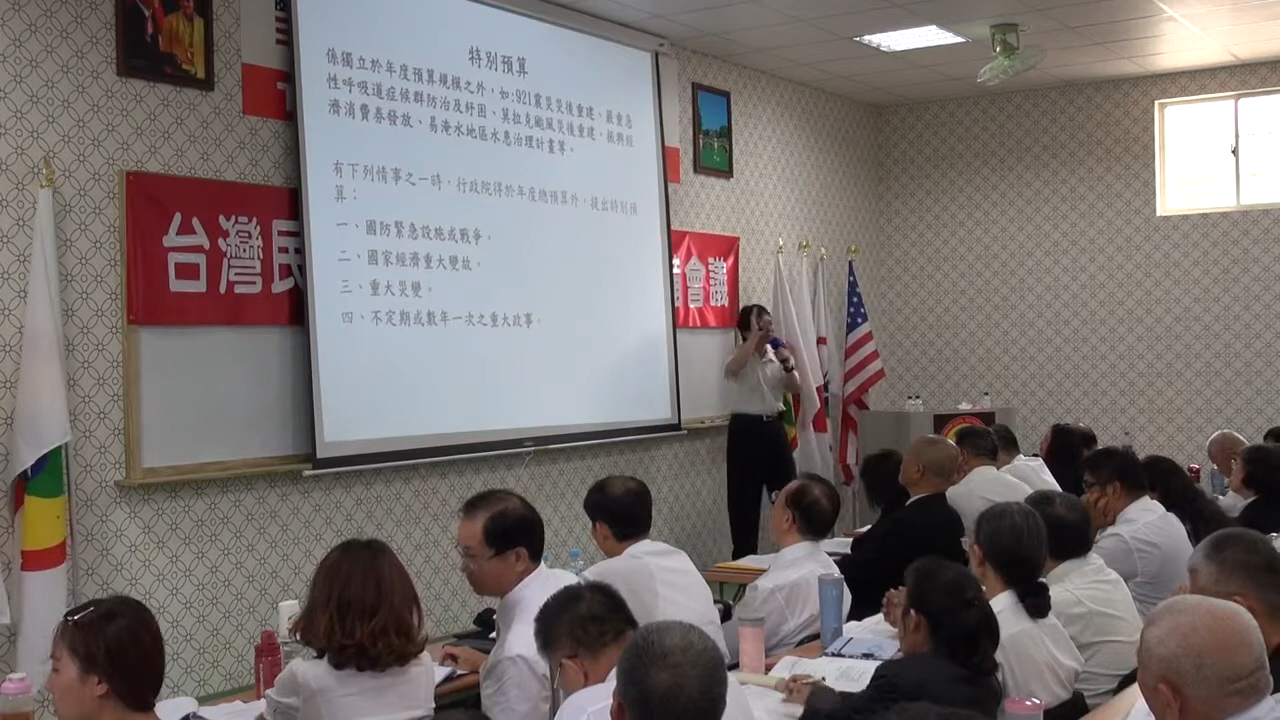 特別預算
係獨立於年度預算規模之外，如:921震災災後重建、嚴重急
性呼吸道症候群防治及紓困、莫拉克颱風災後重建，振興經
濟消費券發放、易淹水地區水患治理計畫等。
有下列情事之一時，行政院得於年度總預算外，提出特別預
算：
一、國防緊急設施或戰爭。
二、國家經濟重大變故。
三、重大災變。
四、不定期或數年一次之重大政事。
台灣民
會議